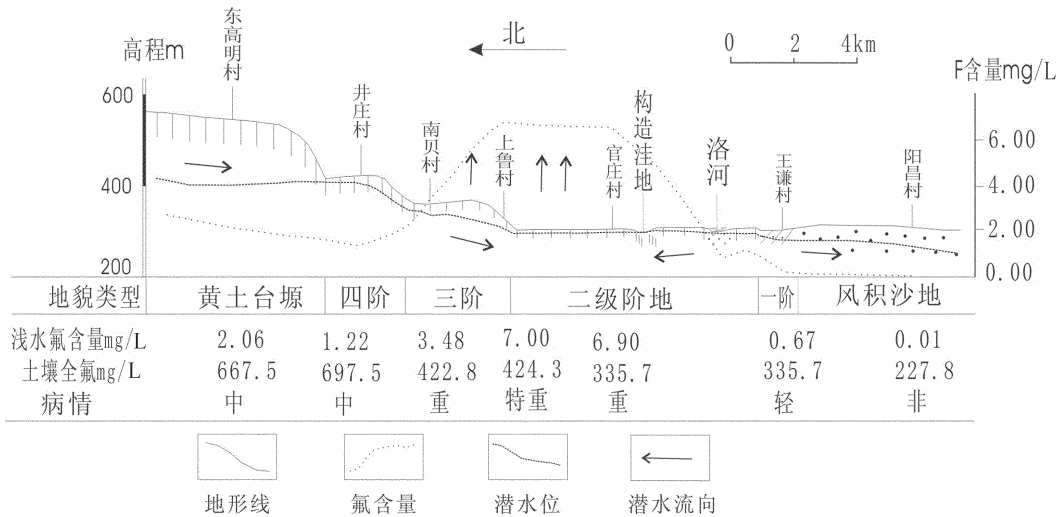 东高明村
高程m
北
0 2 4km
F含量mg/L
600
400
200
井庄村
南贝村
上鲁村
官庄村
构造洼地
洛河
王谦村
阳昌村
6.00
4.00
2.00
0.00
地貌类型 黄土台塬 四阶 三阶 二级阶地 一阶 风积沙地
浅水氟含量mg/L 2.06 1.22 3.48 7.00 6.90 0.67 0.01
土壤全氟mg/L 667.5 697.5 422.8 424.3 335.7 335.7 227.8
病情 中 中 重 特重 重 轻 非
地形线 氟含量 潜水位 潜水流向